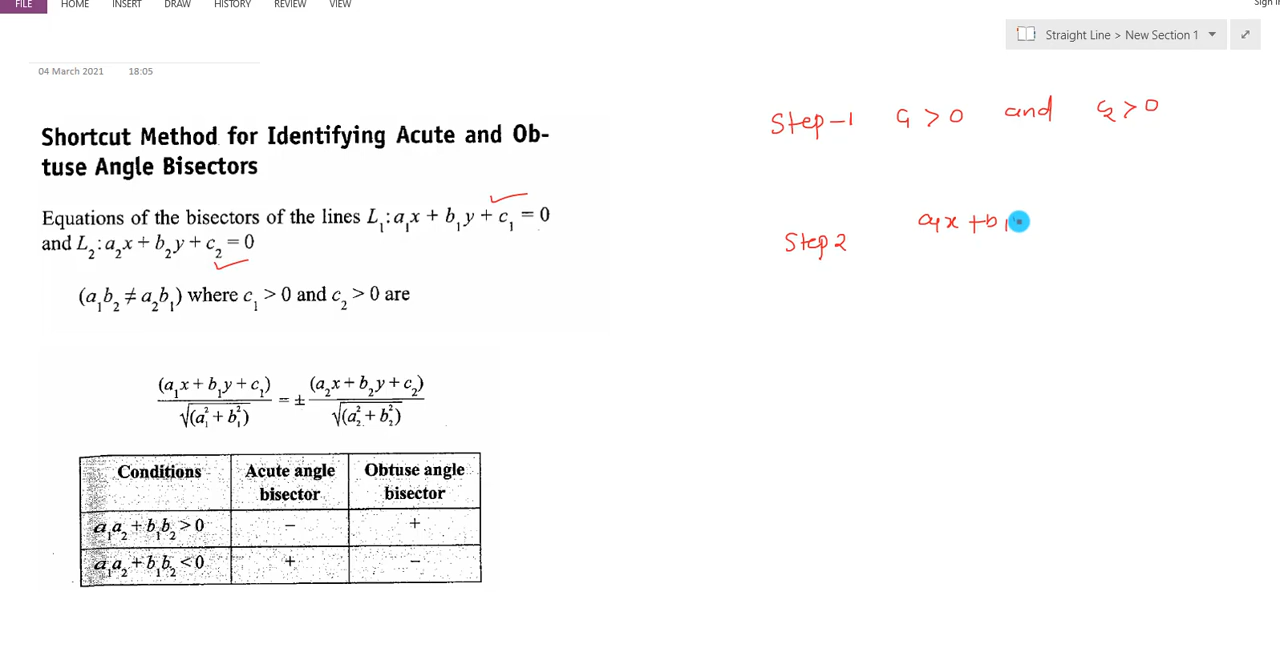 FILE HOME INSERT DRAW HISTORY REVIEW VIEW
Sign in
Straight Line > New Section 1
04 March 2021 18:05
Shortcut Method for Identifying Acute and Ob-
tuse Angle Bisectors
Equations of the bisectors of the lines L₁: a₁x + b₁y + c₁ = 0
and L₂: a₂x + b₂y + c₂ = 0
(a₁b₂ ≠ a₂b₁) where c₁ > 0 and c₂ > 0 are
(a₁x + b₁y + c₁)/√(a₁² + b₁²) = ± (a₂x + b₂y + c₂)/√(a₂² + b₂²)
Conditions Acute angle bisector Obtuse angle bisector
a₁a₂ + b₁b₂ > 0 − +
a₁a₂ + b₁b₂ < 0 + −
Step-1 c₁ > 0 and c₂ > 0
Step 2 a₁x + b₁